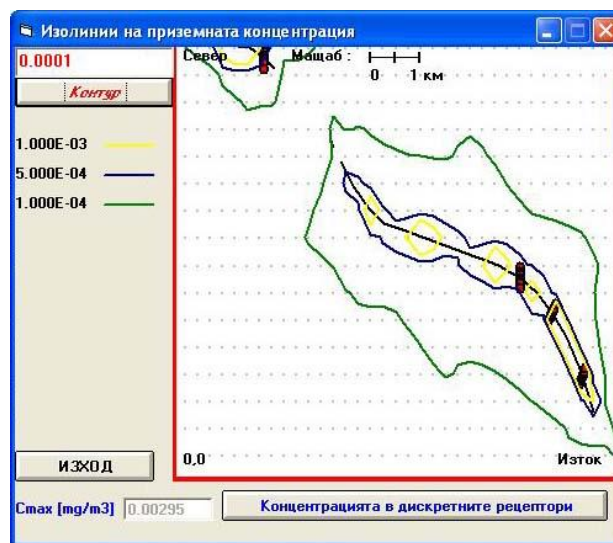 Изолинии на приземната концентрация
0.0001
Контур
1.000E-03
5.000E-04
1.000E-04
Север
Мащаб :
0 1 км
0,0
Изток
ИЗХОД
Cmax [mg/m3] 0.00295
Концентрацията в дискретните рецептори